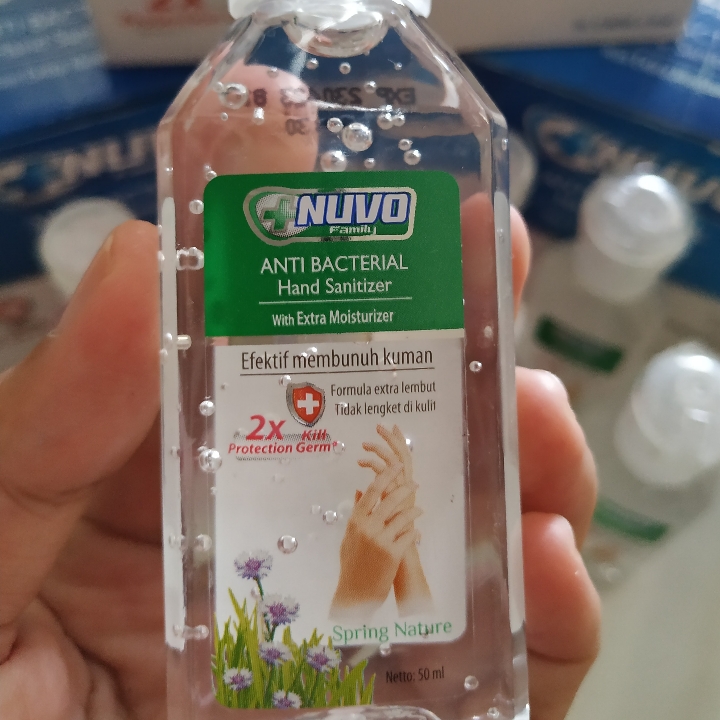 NUVO
Family
ANTI BACTERIAL
Hand Sanitizer
With Extra Moisturizer
Efektif membunuh kuman
Formula extra lembut
Tidak lengket di kulit
2x Kill
Protection Germ*
Spring Nature
Netto: 50 ml